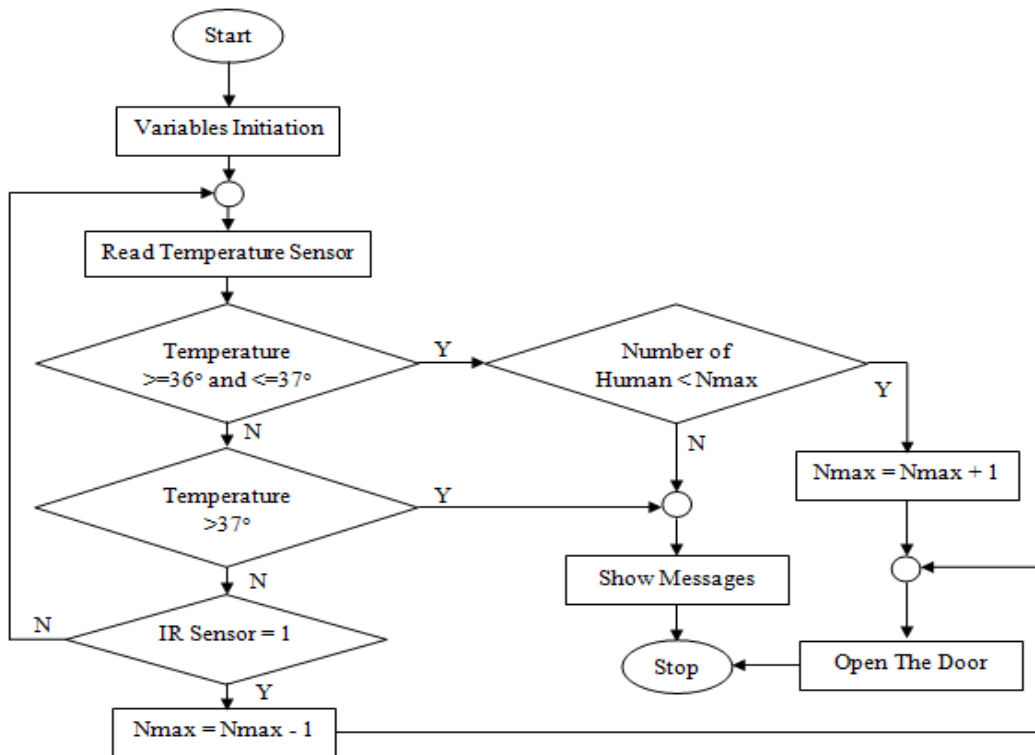 Start
Variables Initiation
Read Temperature Sensor
Temperature
>=36° and <=37°
Y
Number of
Human < Nmax
Y
N
N
Nmax = Nmax + 1
Temperature
>37°
Y
N
Show Messages
N
IR Sensor = 1
Stop
Open The Door
Y
Nmax = Nmax - 1